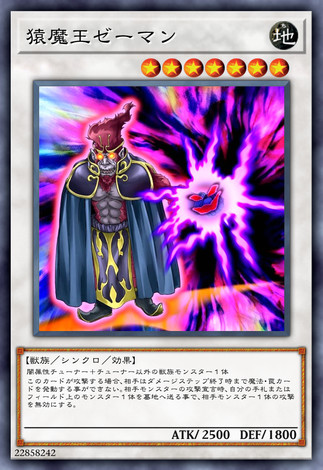 猿魔王ゼーマン
地
【獣族／シンクロ／効果】
闇属性チューナー＋チューナー以外の獣族モンスター１体
このカードが攻撃する場合、相手はダメージステップ終了時まで魔法・罠カー
ドを発動する事ができない。相手モンスターの攻撃宣言時、自分の手札または
フィールド上のモンスター１体を墓地へ送る事で、相手モンスター１体の攻撃
を無効にする。
ATK/2500 DEF/1800
22858242